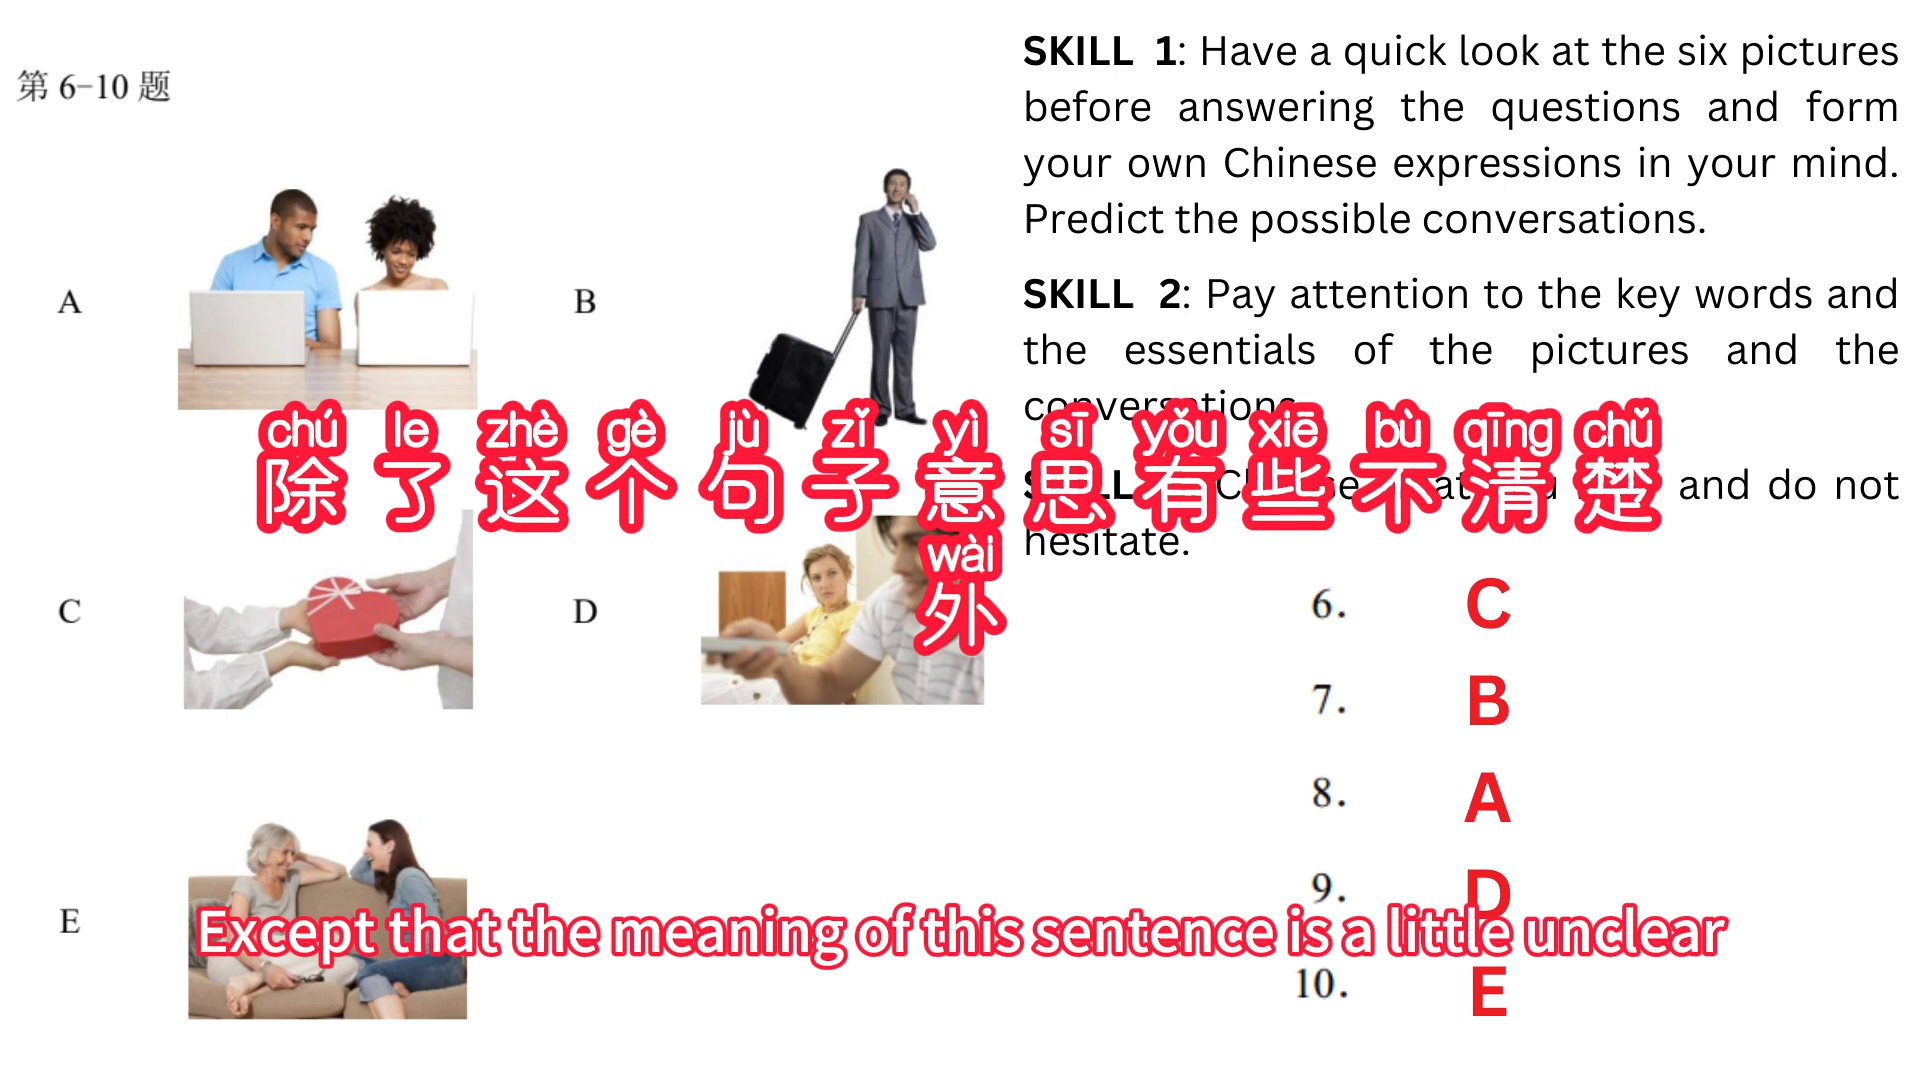 第 6-10 题
SKILL 1: Have a quick look at the six pictures
before answering the questions and form
your own Chinese expressions in your mind.
Predict the possible conversations.
SKILL 2: Pay attention to the key words and
the essentials of the pictures and the
conversations.
and do not
hesitate.
A
B
C
D
E
chú le zhè gè jù zǐ yì sī yǒu xiē bù qīng chǔ
除了这个句子意思有些不清楚
wài
外
6. C
7. B
8. A
9. D
10. E
Except that the meaning of this sentence is a little unclear